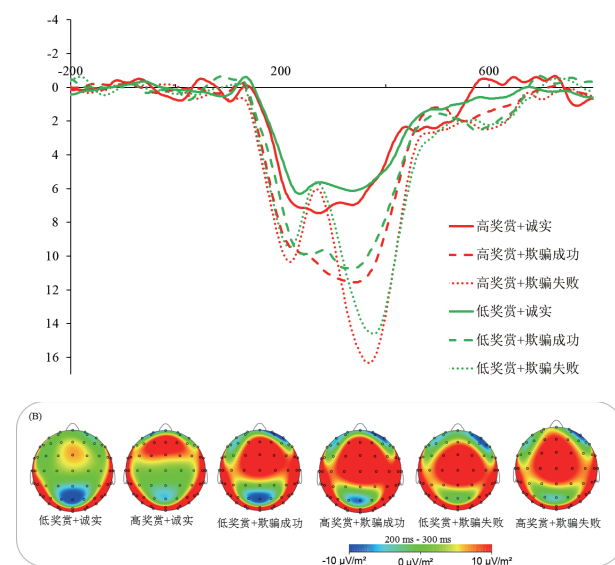 -4
-2
-200 200 600
0
2
4
6
8
10
12
14
16
高奖赏+诚实
高奖赏+欺骗成功
高奖赏+欺骗失败
低奖赏+诚实
低奖赏+欺骗成功
低奖赏+欺骗失败
(B)
低奖赏+诚实 高奖赏+诚实 低奖赏+欺骗成功 高奖赏+欺骗成功 低奖赏+欺骗失败 高奖赏+欺骗失败
200 ms - 300 ms
-10 μV/m² 0 μV/m² 10 μV/m²